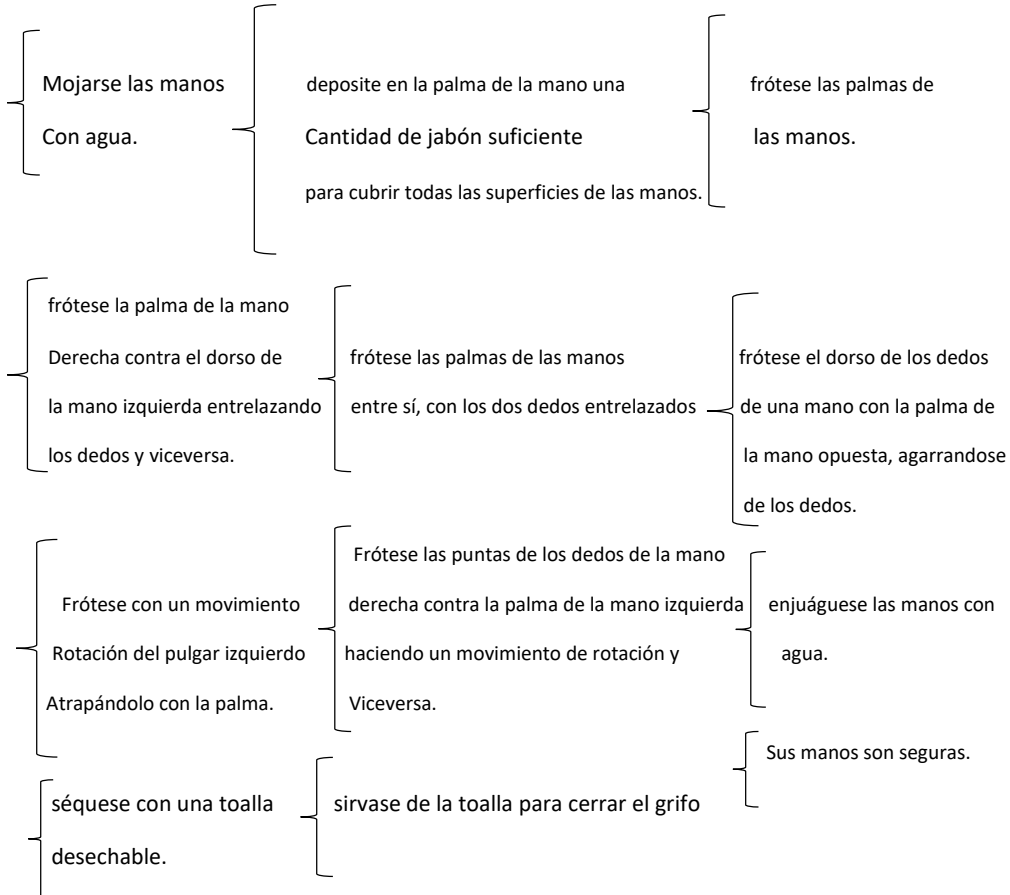 Mojarse las manos
Con agua.
deposite en la palma de la mano una
Cantidad de jabón suficiente
para cubrir todas las superficies de las manos.
frótese las palmas de
las manos.
frótese la palma de la mano
Derecha contra el dorso de
la mano izquierda entrelazando
los dedos y viceversa.
frótese las palmas de las manos
entre sí, con los dos dedos entrelazados
frótese el dorso de los dedos
de una mano con la palma de
la mano opuesta, agarrandose
de los dedos.
Frótese con un movimiento
Rotación del pulgar izquierdo
Atrapándolo con la palma.
Frótese las puntas de los dedos de la mano
derecha contra la palma de la mano izquierda
haciendo un movimiento de rotación y
Viceversa.
enjuáguese las manos con
agua.
séquese con una toalla
desechable.
sirvase de la toalla para cerrar el grifo
Sus manos son seguras.